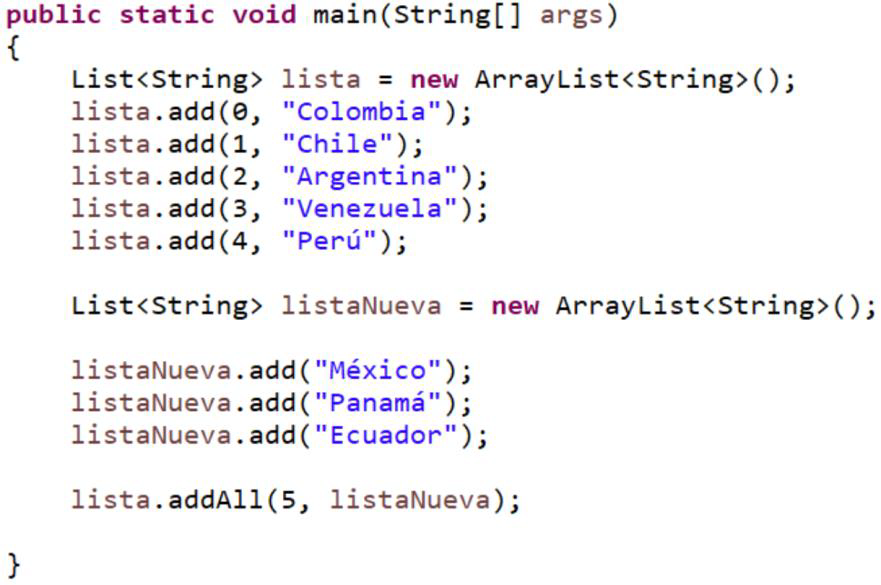 public static void main(String[] args)
{
List<String> lista = new ArrayList<String>();
lista.add(0, "Colombia");
lista.add(1, "Chile");
lista.add(2, "Argentina");
lista.add(3, "Venezuela");
lista.add(4, "Perú");
List<String> listaNueva = new ArrayList<String>();
listaNueva.add("México");
listaNueva.add("Panamá");
listaNueva.add("Ecuador");
lista.addAll(5, listaNueva);
}